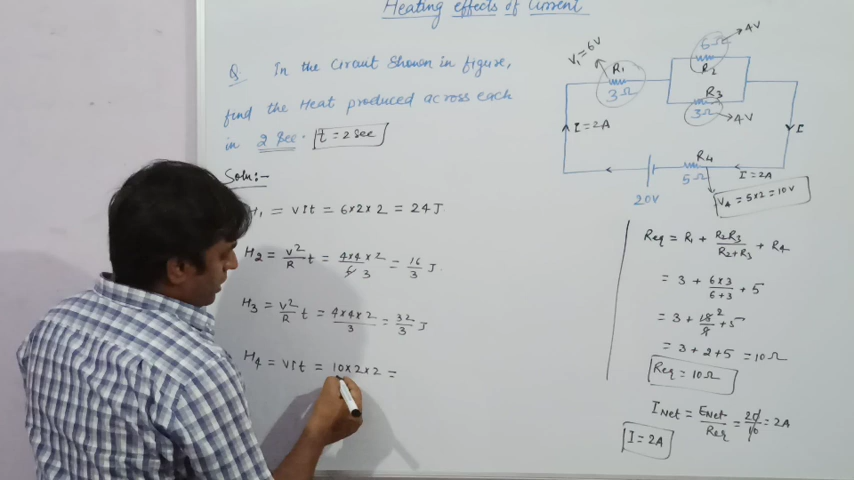 Heating effects of Current
Q. In the Circuit Shown in figure,
find the Heat produced across each
in 2 Sec. t = 2 Sec
Soln:-
H1 = VIt = 6×2×2 = 24 J
H2 = V²/R t = 4×4×2/6 3 = 16/3 J.
H3 = V²/R t = 4×4×2/3 = 32/3 J
H4 = VIt = 10×2×2 =
V1 = 6V
R1
3Ω
6Ω
4V
R2
R3
3Ω
4V
I = 2A
I
R4
5Ω
I = 2A
20V
V4 = 5×2 = 10V
Req = R1 + R2R3/R2+R3 + R4
= 3 + 6×3/6+3 + 5
= 3 + 18/9 2 + 5
= 3 + 2 + 5 = 10Ω
Req = 10Ω
INet = ENet/Req = 20/10 = 2A
I = 2A